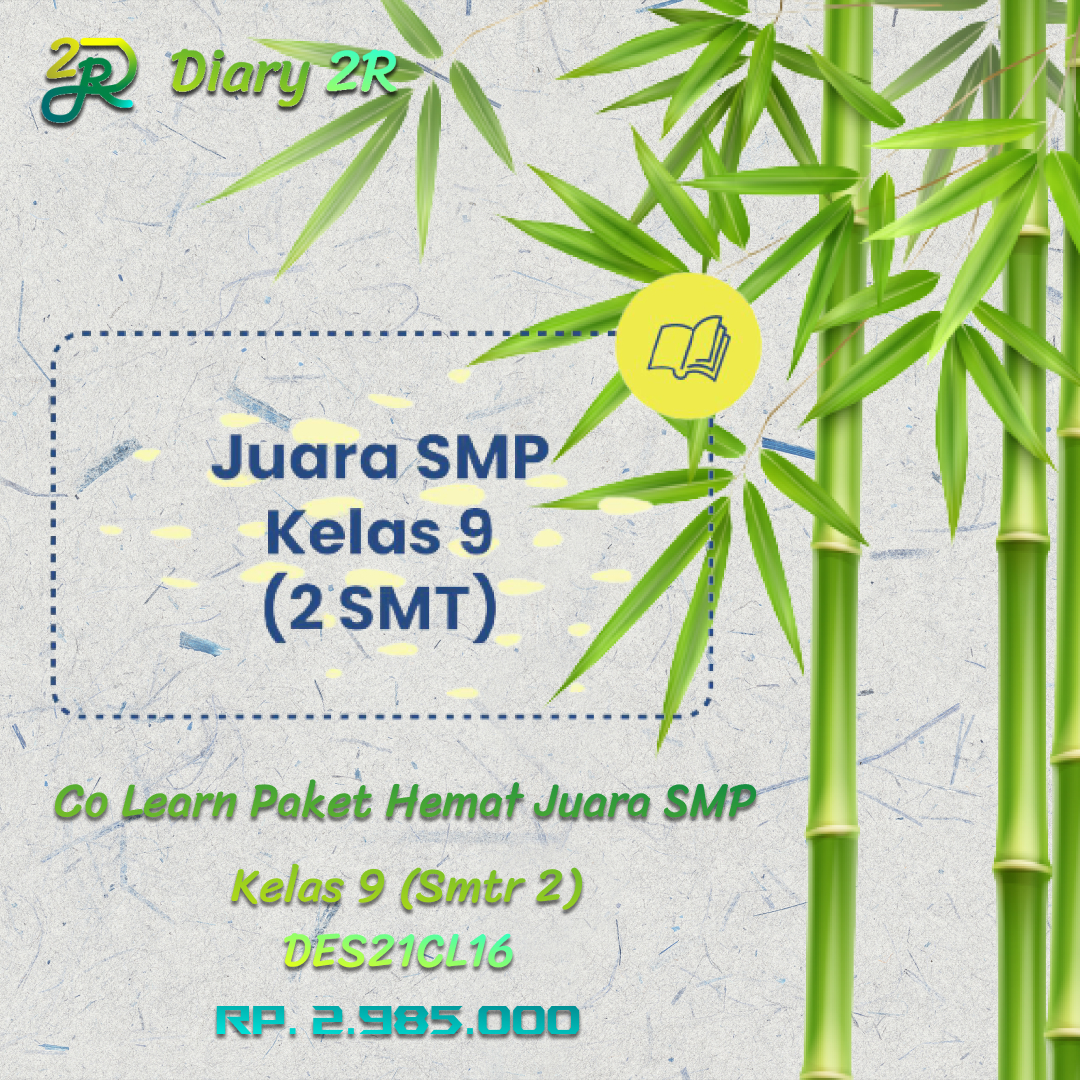 2R Diary 2R
Juara SMP
Kelas 9
(2 SMT)
Co Learn Paket Hemat Juara SMP
Kelas 9 (Smtr 2)
DES21CL16
RP. 2.985.000